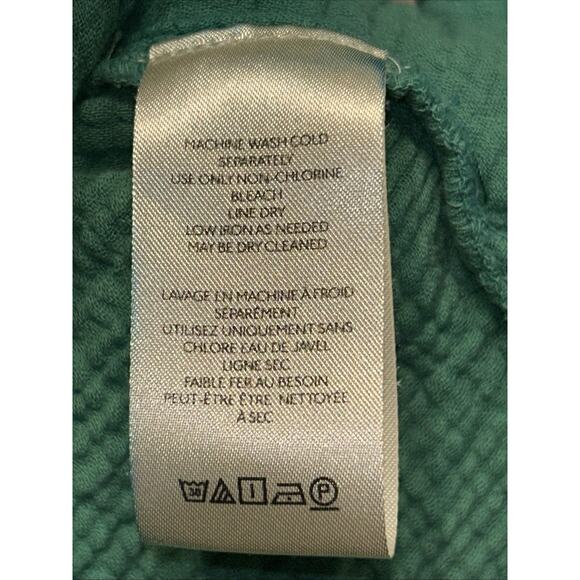 MACHINE WASH COLD
SEPARATELY
USE ONLY NON-CHLORINE
BLEACH
LINE DRY
LOW IRON AS NEEDED
MAY BE DRY CLEANED
LAVAGE EN MACHINE À FROID
SEPARÉMENT
UTILISEZ UNIQUEMENT SANS
CHLORE EAU DE JAVEL
LIGNE SEC
FAIBLE FER AU BESOIN
PEUT-ÊTRE ÊTRE, NETTOYÉE
À SEC
30 P